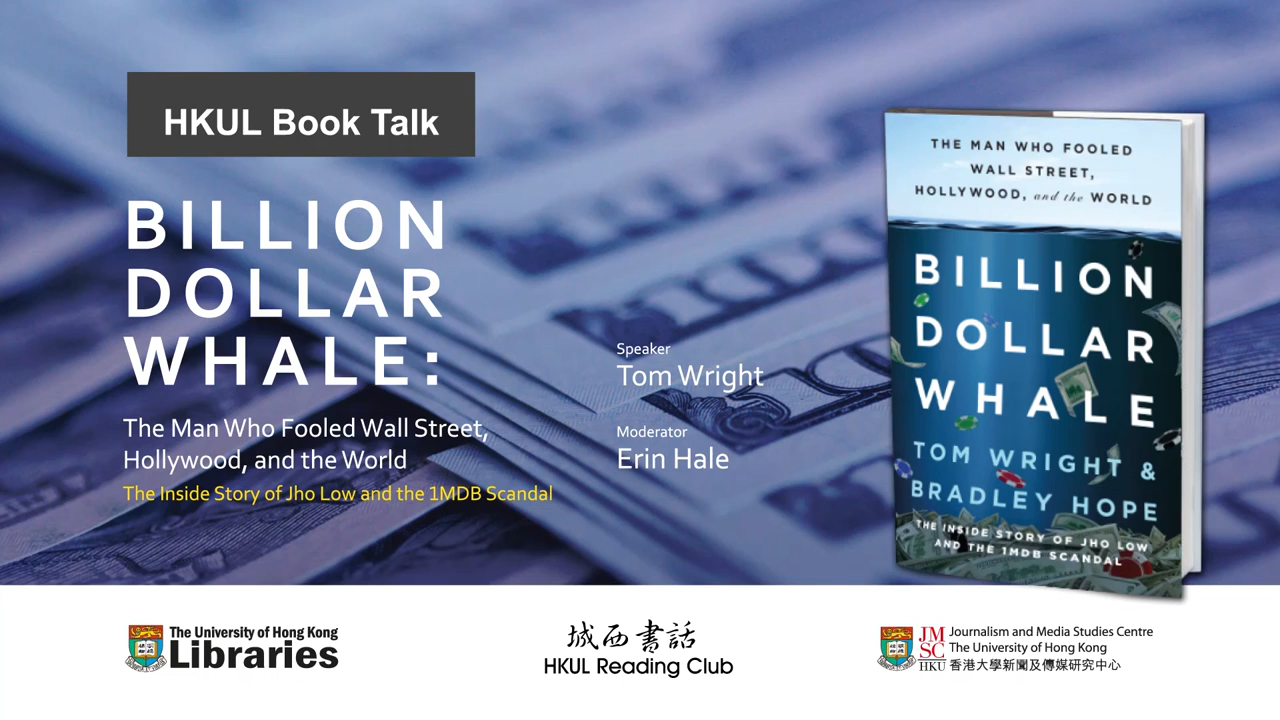 HKUL Book Talk
BILLION
DOLLAR
WHALE:
The Man Who Fooled Wall Street,
Hollywood, and the World
The Inside Story of Jho Low and the 1MDB Scandal
Speaker
Tom Wright
Moderator
Erin Hale
THE MAN WHO FOOLED
WALL STREET,
HOLLYWOOD, and the WORLD
BILLION
DOLLAR
WHALE
TOM WRIGHT &
BRADLEY HOPE
THE INSIDE STORY OF JHO LOW
AND THE 1MDB SCANDAL
The University of Hong Kong
Libraries
城西書話
HKUL Reading Club
JM
SC
HKU
Journalism and Media Studies Centre
The University of Hong Kong
香港大學新聞及傳媒研究中心